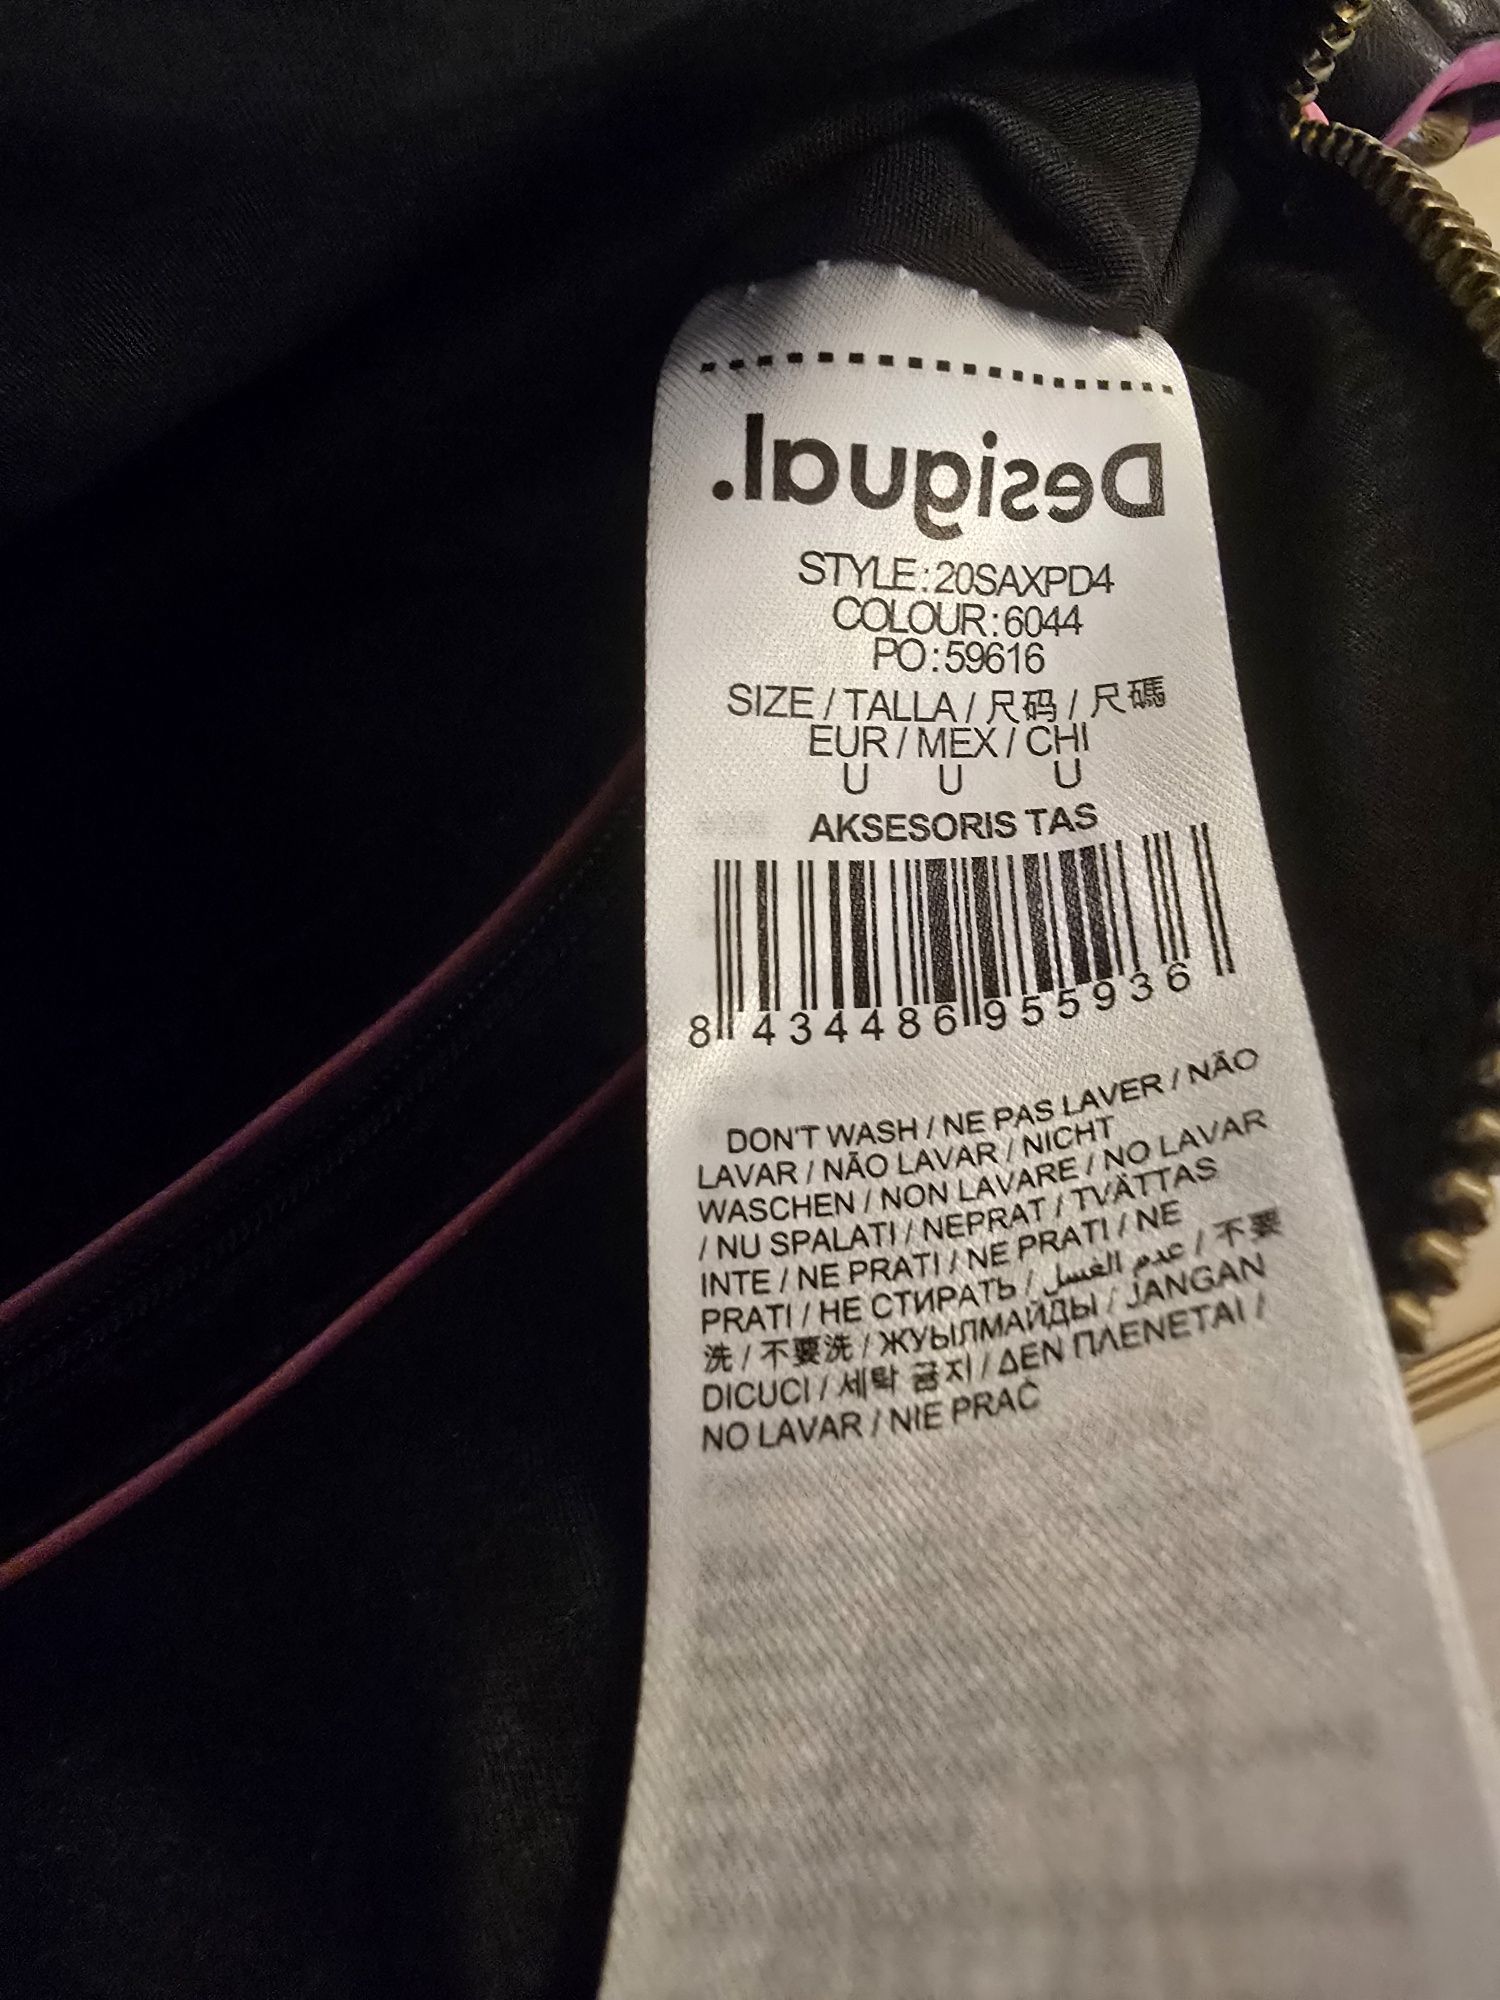 Desigual.
STYLE:20SAXPD4
COLOUR:6044
PO:59616
SIZE / TALLA / 尺码 / 尺碼
EUR / MEX / CHI
U U U
AKSESORIS TAS
8 434486 955936
DON'T WASH / NE PAS LAVER / NÃO
LAVAR / NÃO LAVAR / NICHT
WASCHEN / NON LAVARE / NO LAVAR
/ NU SPALATI / NEPRAT / TVÄTTAS
INTE / NE PRATI / NE PRATI / NE
PRATI / НЕ СТИРАТЬ / عدم الغسل / 不要
洗 / 不要洗 / ЖУЫЛМАЙДЫ / JANGAN
DICUCI / 세탁 금지 / ΔΕΝ ΠΛΕΝΕΤΑΙ /
NO LAVAR / NIE PRAĆ